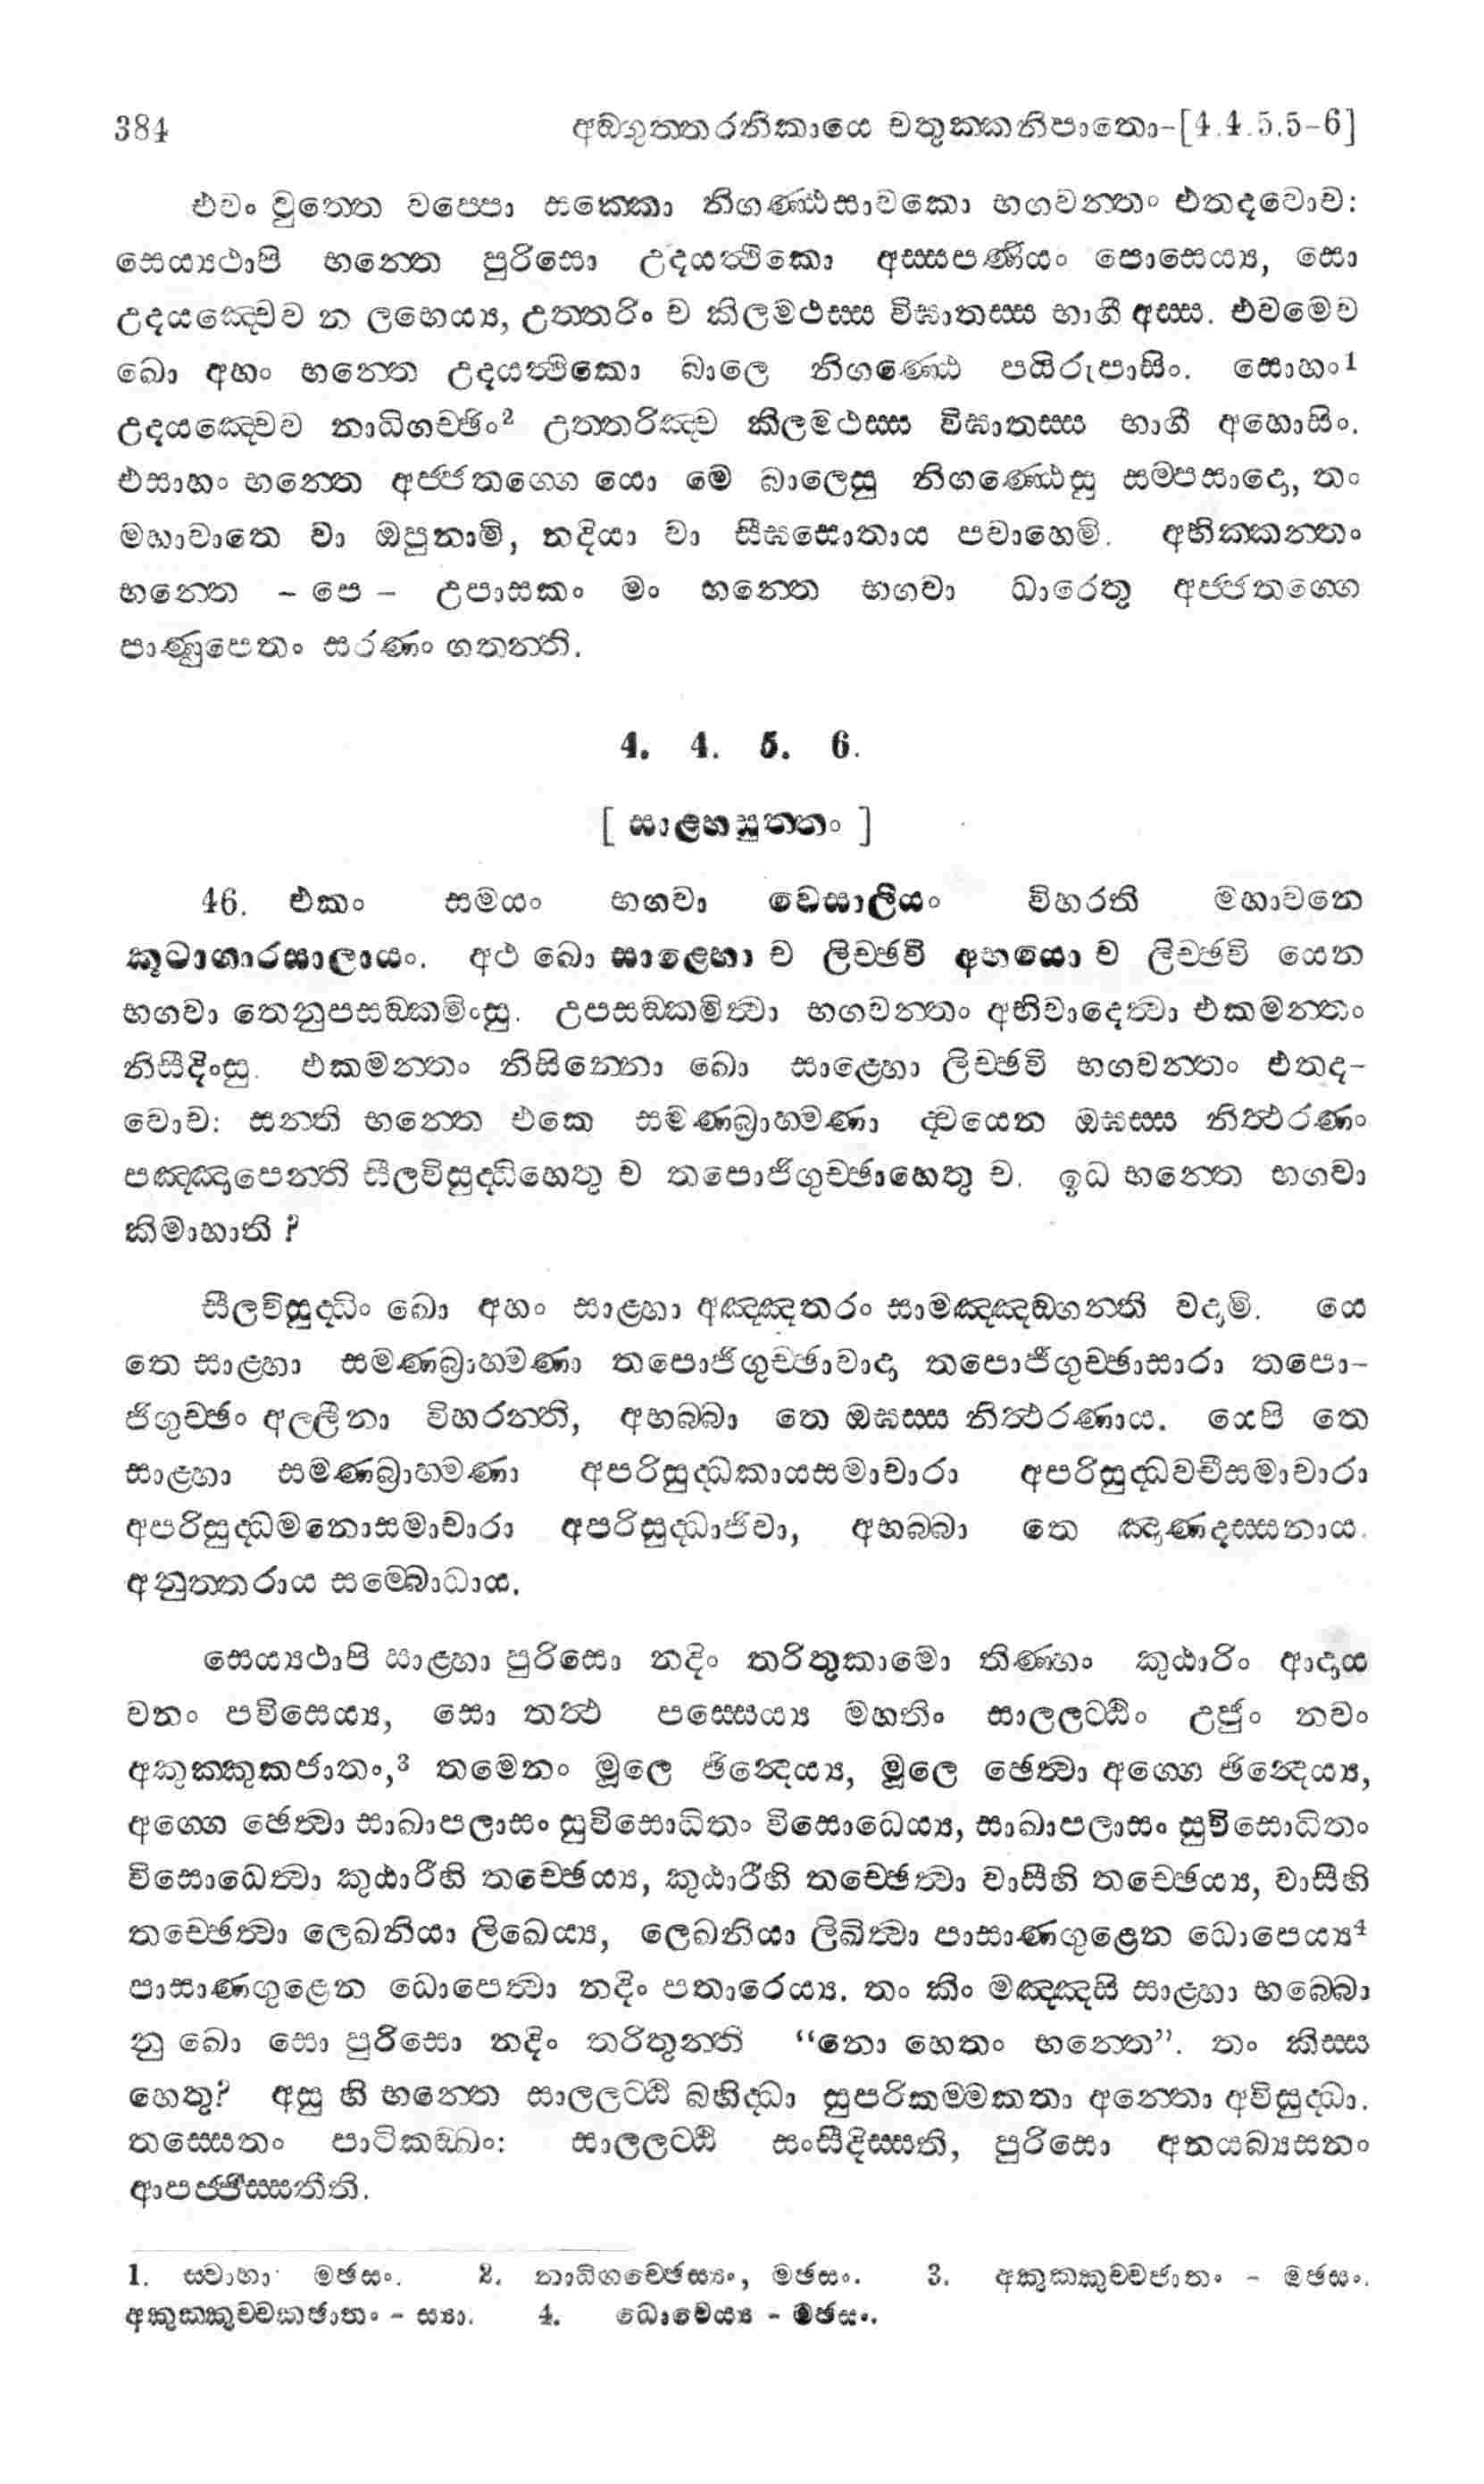 384 අඞ්ගුත්තරනිකායෙ චතුක්කනිපාතො-[4.4.5.5-6]
එවං වුත්තෙ වප්පො සක්කො නිගණ්ඨසාවකො භගවන්තං එතදවොච:
සෙය්‍යථාපි භන්තෙ පුරිසො උදයත්ථිකො අස්සපණියං පොසෙය්‍ය, සො
උදයඤ්චෙව න ලභෙය්‍ය, උත්තරිං ච කිලමථස්ස විඝාතස්ස භාගී අස්ස. එවමෙව
ඛො අහං භන්තෙ උදයත්ථිකො බාලෙ නිගණ්ඨෙ පයිරුපාසිං. සොහං¹
උදයඤ්චෙව නාධිගච්ඡිං² උත්තරිඤ්ච කිලමථස්ස විඝාතස්ස භාගී අහොසිං.
එසාහං භන්තෙ අජ්ජතග්ගෙ යො මෙ බාලෙසු නිගණ්ඨෙසු සම්පසාදො, තං
මහාවාතෙ වා ඔපුනාමි, නදියා වා සීඝසොතාය පවාහෙමි. අභික්කන්තං
භන්තෙ - පෙ - උපාසකං මං භන්තෙ භගවා ධාරෙතු අජ්ජතග්ගෙ
පාණුපෙතං සරණං ගතන්ති.
4. 4. 5. 6.
[ සාළ්හසුත්තං ]
46. එකං සමයං භගවා වෙසාලියං විහරති මහාවනෙ
කූටාගාරසාලායං. අථ ඛො සාළ්හො ච ලිච්ඡවි අභයො ච ලිච්ඡවි යෙන
භගවා තෙනුපසඞ්කමිංසු. උපසඞ්කමිත්වා භගවන්තං අභිවාදෙත්වා එකමන්තං
නිසීදිංසු. එකමන්තං නිසින්නො ඛො සාළ්හො ලිච්ඡවි භගවන්තං එතද-
වොච: සන්ති භන්තෙ එකෙ සමණබ්‍රාහ්මණා ද්වයෙන ඔඝස්ස නිත්ථරණං
පඤ්ඤපෙන්ති සීලවිසුද්ධිහෙතු ච තපොජිගුච්ඡාහෙතු ච. ඉධ භන්තෙ භගවා
කිමාහාති ?
සීලවිසුද්ධිං ඛො අහං සාළ්හා අඤ්ඤතරං සාමඤ්ඤඞ්ගන්ති වදාමි. යෙ
තෙ සාළ්හා සමණබ්‍රාහ්මණා තපොජිගුච්ඡාවාදා තපොජිගුච්ඡාසාරා තපො-
ජිගුච්ඡං අල්ලීනා විහරන්ති, අභබ්බා තෙ ඔඝස්ස නිත්ථරණාය. යෙපි තෙ
සාළ්හා සමණබ්‍රාහ්මණා අපරිසුද්ධකායසමාචාරා අපරිසුද්ධවචීසමාචාරා
අපරිසුද්ධමනොසමාචාරා අපරිසුද්ධාජීවා, අභබ්බා තෙ ඤාණදස්සනාය
අනුත්තරාය සම්බොධාය.
සෙය්‍යථාපි සාළ්හා පුරිසො නදිං තරිතුකාමො තිණ්හං කුඨාරිං ආදාය
වනං පවිසෙය්‍ය, සො තත්ථ පස්සෙය්‍ය මහතිං සාලලට්ඨිං උජුං නවං
අකුක්කුකජාතං,³ තමෙනං මූලෙ ඡින්දෙය්‍ය, මූලෙ ඡෙත්වා අග්ගෙ ඡින්දෙය්‍ය,
අග්ගෙ ඡෙත්වා සාඛාපලාසං සුවිසොධිතං විසොධෙය්‍ය, සාඛාපලාසං සුවිසොධිතං
විසොධෙත්වා කුඨාරීහි තච්ඡෙය්‍ය, කුඨාරීහි තච්ඡෙත්වා වාසීහි තච්ඡෙය්‍ය, වාසීහි
තච්ඡෙත්වා ලෙඛනියා ලිඛෙය්‍ය, ලෙඛනියා ලිඛිත්වා පාසාණගුළෙන ධොපෙය්‍ය⁴
පාසාණගුළෙන ධොපෙත්වා නදිං පතාරෙය්‍ය. තං කිං මඤ්ඤසි සාළ්හා භබ්බො
නු ඛො සො පුරිසො නදිං තරිතුන්ති “නො හෙතං භන්තෙ”. තං කිස්ස
හෙතු? අසු හි භන්තෙ සාලලට්ඨි බහිද්ධා සුපරිකම්මකතා අන්තො අවිසුද්ධා.
තස්සෙතං පාටිකඞ්ඛං: සාලලට්ඨි සංසීදිස්සති, පුරිසො අනයබ්‍යසනං
ආපජ්ජිස්සතීති.
1. ස්වාහං මඡසං. 2. නාධිගච්ඡෙස්‍යං, මඡසං. 3. අකුක්කුච්චජාතං - මඡසං.
අකුක්කුච්චකජාතං - ස්‍යා. 4. ධොවෙය්‍ය - මඡසං.